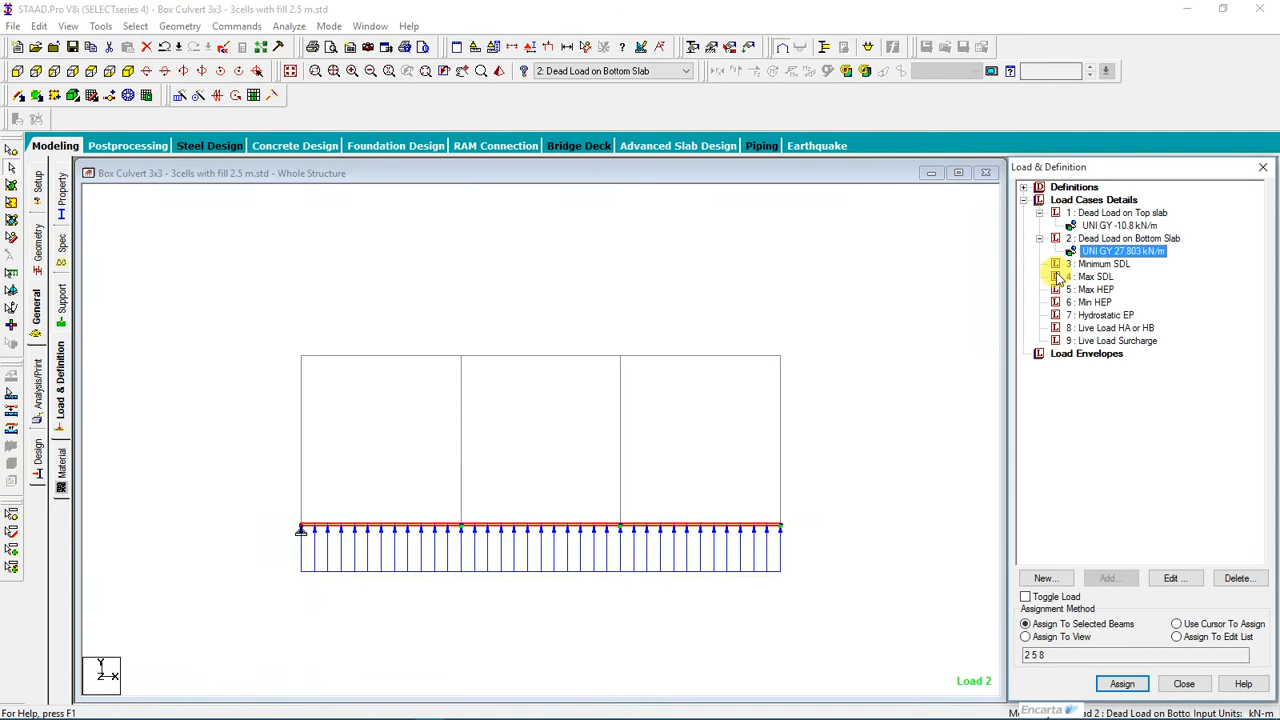 STAAD.Pro V8i (SELECTseries 4) - Box Culvert 3x3 - 3cells with fill 2.5 m.std
File Edit View Tools Select Geometry Commands Analyze Mode Window Help
2: Dead Load on Bottom Slab
Modeling Postprocessing Steel Design Concrete Design Foundation Design RAM Connection Bridge Deck Advanced Slab Design Piping Earthquake
Setup
Geometry
General
Analysis/Print
Design
Property
Spec
Support
Load & Definition
Material
Box Culvert 3x3 - 3cells with fill 2.5 m.std - Whole Structure
Y
Z X
Load 2
Load & Definition
Definitions
Load Cases Details
1 : Dead Load on Top slab
UNI GY -10.8 kN/m
2 : Dead Load on Bottom Slab
UNI GY 27.803 kN/m
3 : Minimum SDL
4 : Max SDL
5 : Max HEP
6 : Min HEP
7 : Hydrostatic EP
8 : Live Load HA or HB
9 : Live Load Surcharge
Load Envelopes
New... Add... Edit ... Delete...
Toggle Load
Assignment Method
Assign To Selected Beams Use Cursor To Assign
Assign To View Assign To Edit List
2 5 8
Assign Close Help
For Help, press F1
Encarta
ad 2 : Dead Load on Botto Input Units: kN-m